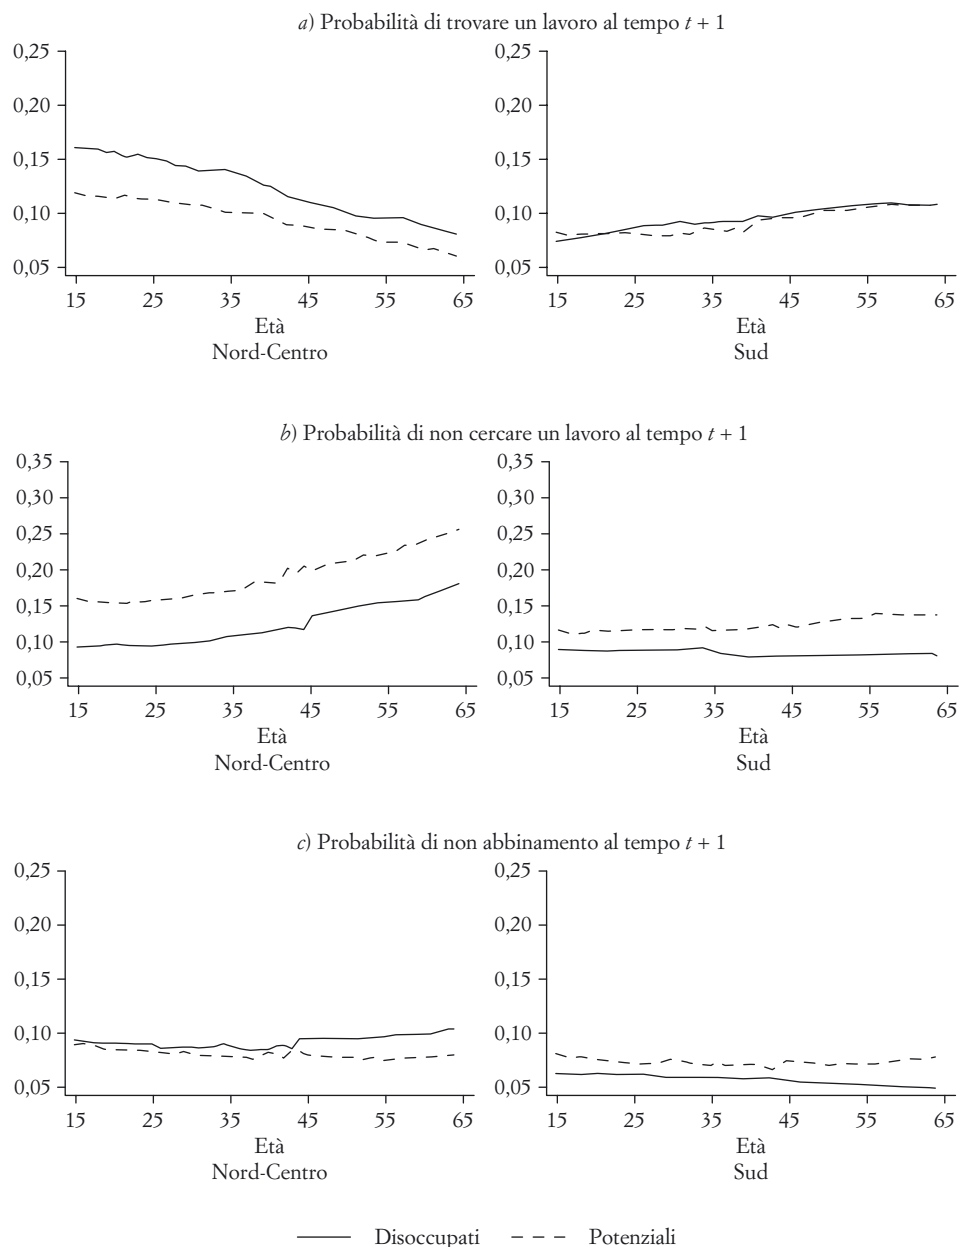 a) Probabilità di trovare un lavoro al tempo t + 1
0,25
0,20
0,15
0,10
0,05
15 25 35 45 55 65
Età
Nord-Centro
0,25
0,20
0,15
0,10
0,05
15 25 35 45 55 65
Età
Sud
b) Probabilità di non cercare un lavoro al tempo t + 1
0,35
0,30
0,25
0,20
0,15
0,10
0,05
15 25 35 45 55 65
Età
Nord-Centro
0,35
0,30
0,25
0,20
0,15
0,10
0,05
15 25 35 45 55 65
Età
Sud
c) Probabilità di non abbinamento al tempo t + 1
0,25
0,20
0,15
0,10
0,05
15 25 35 45 55 65
Età
Nord-Centro
0,25
0,20
0,15
0,10
0,05
15 25 35 45 55 65
Età
Sud
Disoccupati Potenziali